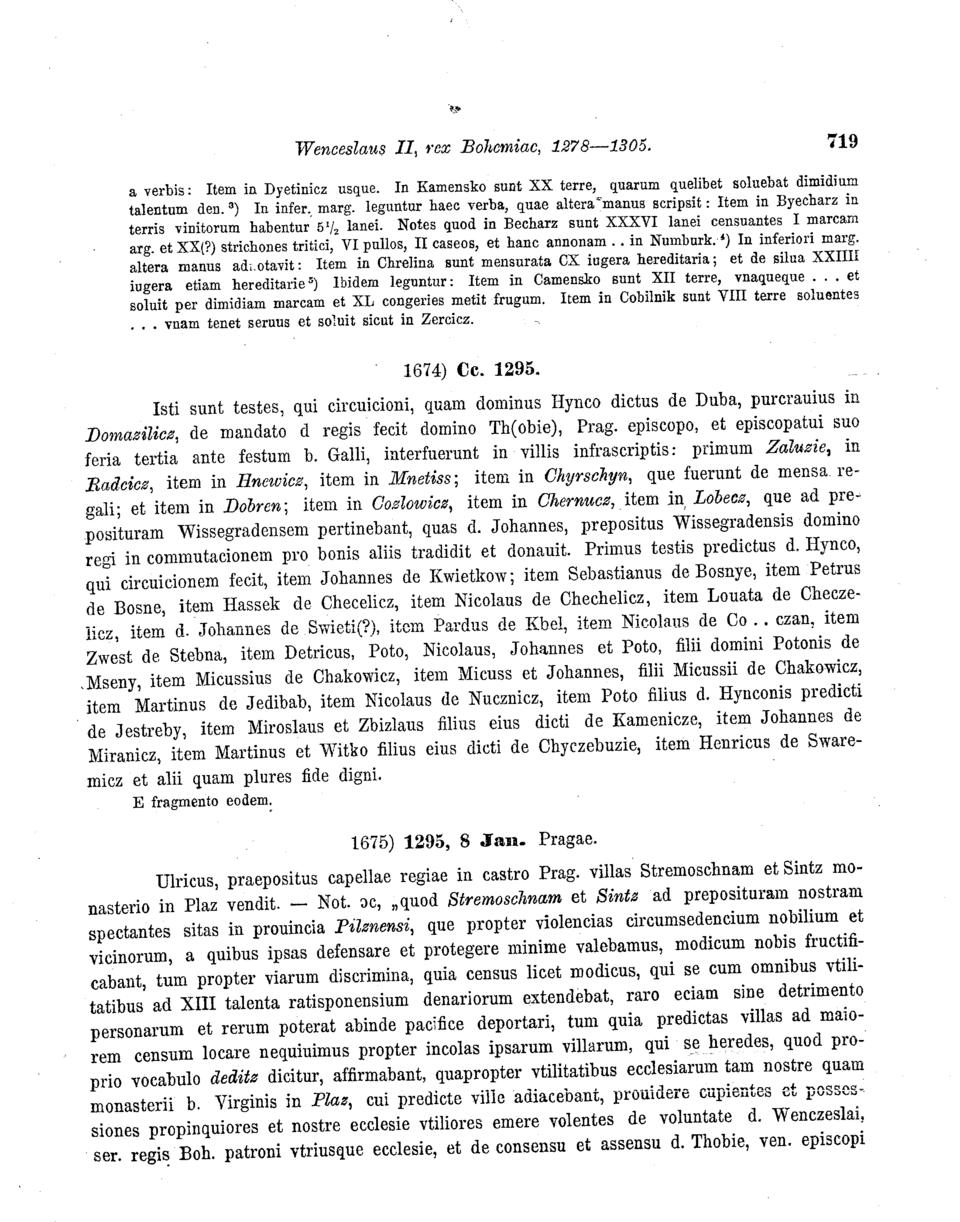 Wenceslaus II, rex Bohemiac, 1278—1305. 719
a verbis: Item in Dyetinicz usque. In Kamensko sunt XX terre, quarum quelibet soluebat dimidium
talentum den. ³) In infer. marg. leguntur haec verba, quae altera manus scripsit: Item in Byecharz in
terris vinitorum habentur 5½ lanei. Notes quod in Becharz sunt XXXVI lanei censuantes I marcam
arg. et XX(?) strichones tritici, VI pullos, II caseos, et hanc annonam . . in Numburk. ⁴) In inferiori marg.
altera manus adnotavit: Item in Chrelina sunt mensurata CX iugera hereditaria; et de silua XXIIII
iugera etiam hereditarie ⁵) Ibidem leguntur: Item in Camensko sunt XII terre, vnaqueque . . . et
soluit per dimidiam marcam et XL congeries metit frugum. Item in Cobilnik sunt VIII terre soluentes
. . . vnam tenet seruus et soluit sicut in Zercicz.
1674) Cc. 1295.
Isti sunt testes, qui circuicioni, quam dominus Hynco dictus de Duba, purcrauius in
Domazilicz, de mandato d regis fecit domino Th(obie), Prag. episcopo, et episcopatui suo
feria tertia ante festum b. Galli, interfuerunt in villis infrascriptis: primum Zaluzie, in
Radcicz, item in Hnewicz, item in Mnetiss; item in Chyrschyn, que fuerunt de mensa re-
gali; et item in Dobren; item in Cozlowicz, item in Chernucz, item in Lobecz, que ad pre-
posituram Wissegradensem pertinebant, quas d. Johannes, prepositus Wissegradensis domino
regi in commutacionem pro bonis aliis tradidit et donauit. Primus testis predictus d. Hynco,
qui circuicionem fecit, item Johannes de Kwietkow; item Sebastianus de Bosnye, item Petrus
de Bosne, item Hassek de Checelicz, item Nicolaus de Chechelicz, item Louata de Checze-
licz, item d. Johannes de Swieti(?), item Pardus de Kbel, item Nicolaus de Co . . czan, item
Zwest de Stebna, item Detricus, Poto, Nicolaus, Johannes et Poto, filii domini Potonis de
Mseny, item Micussius de Chakowicz, item Micuss et Johannes, filii Micussii de Chakowicz,
item Martinus de Jedibab, item Nicolaus de Nucznicz, item Poto filius d. Hynconis predicti
de Jestreby, item Miroslaus et Zbizlaus filius eius dicti de Kamenicze, item Johannes de
Miranicz, item Martinus et Witko filius eius dicti de Chyczebuzie, item Henricus de Sware-
micz et alii quam plures fide digni.
E fragmento eodem.
1675) 1295, 8 Jan. Pragae.
Ulricus, praepositus capellae regiae in castro Prag. villas Stremoschnam et Sintz mo-
nasterio in Plaz vendit. — Not. ɔc, „quod Stremoschnam et Sintz ad preposituram nostram
spectantes sitas in prouincia Pilznensi, que propter violencias circumsedencium nobilium et
vicinorum, a quibus ipsas defensare et protegere minime valebamus, modicum nobis fructifi-
cabant, tum propter viarum discrimina, quia census licet modicus, qui se cum omnibus vtili-
tatibus ad XIII talenta ratisponensium denariorum extendebat, raro eciam sine detrimento
personarum et rerum poterat abinde pacifice deportari, tum quia predictas villas ad maio-
rem censum locare nequiuimus propter incolas ipsarum villarum, qui se heredes, quod pro-
prio vocabulo deditz dicitur, affirmabant, quapropter vtilitatibus ecclesiarum tam nostre quam
monasterii b. Virginis in Plaz, cui predicte ville adiacebant, prouidere cupientes et posses-
siones propinquiores et nostre ecclesie vtiliores emere volentes de voluntate d. Wenczeslai,
ser. regis Boh. patroni vtriusque ecclesie, et de consensu et assensu d. Thobie, ven. episcopi